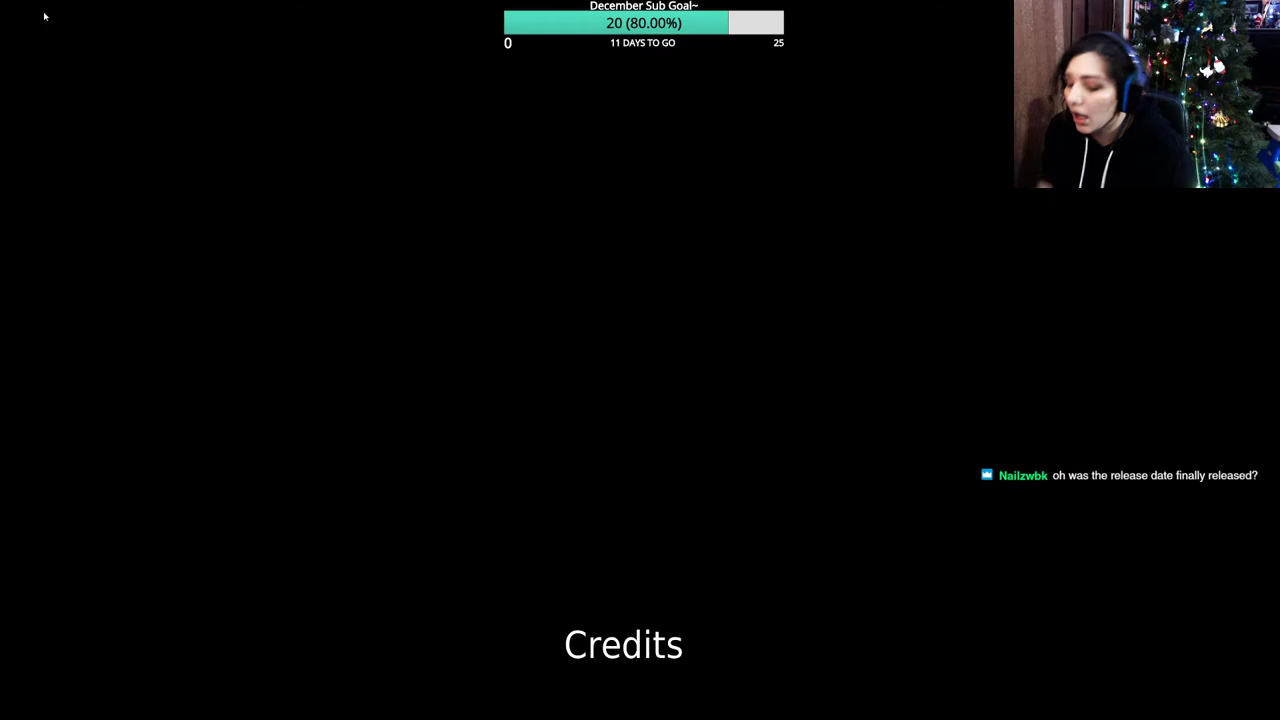 December Sub Goal~
20 (80.00%)
0 11 DAYS TO GO 25
Nailzwbk oh was the release date finally released?
Credits